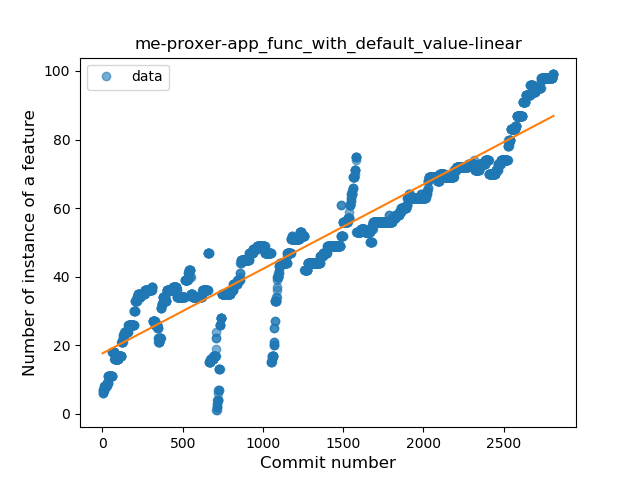 me-proxer-app_func_with_default_value-linear
data
Number of instance of a feature
100
80
60
40
20
0
0 500 1000 1500 2000 2500
Commit number